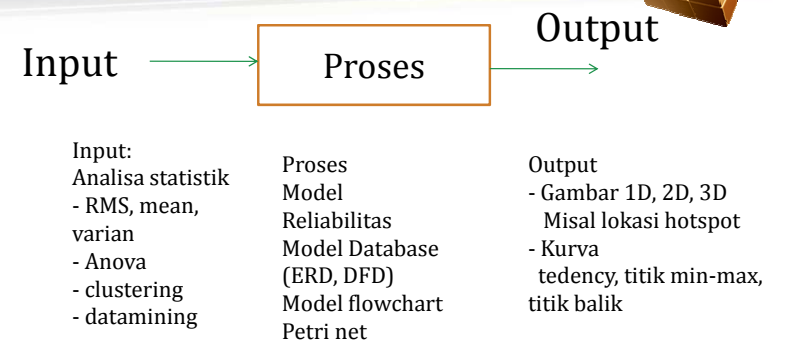 Input
Proses
Output
Input:
Analisa statistik
- RMS, mean,
varian
- Anova
- clustering
- datamining
Proses
Model
Reliabilitas
Model Database
(ERD, DFD)
Model flowchart
Petri net
Output
- Gambar 1D, 2D, 3D
Misal lokasi hotspot
- Kurva
tedency, titik min-max,
titik balik